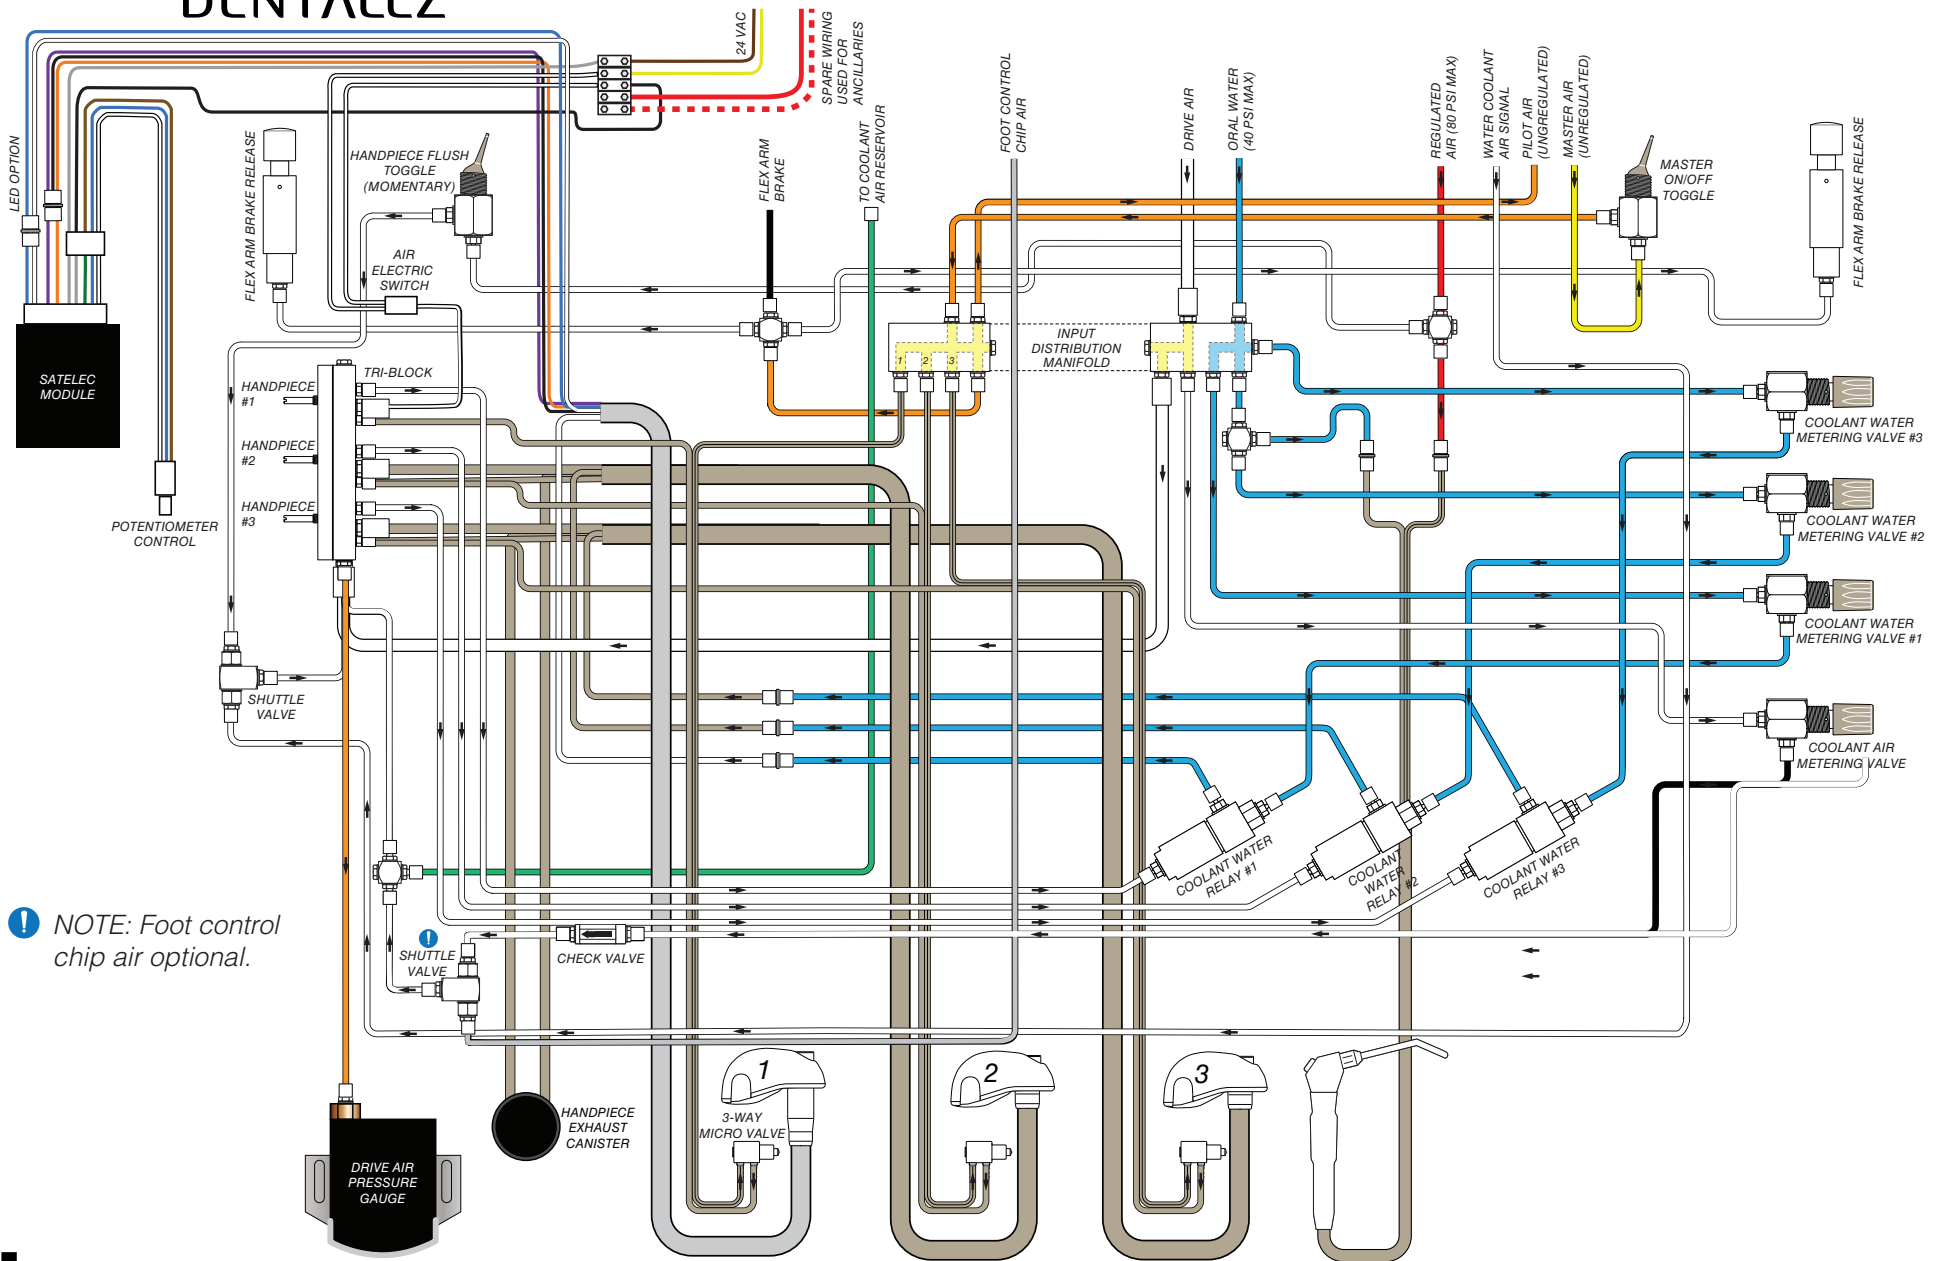 DENTALEZ
24 VAC
SPARE WIRING
USED FOR
ANCILLARIES
LED OPTION
FLEX ARM BRAKE RELEASE
HANDPIECE FLUSH
TOGGLE
(MOMENTARY)
AIR
ELECTRIC
SWITCH
FLEX ARM
BRAKE
TO COOLANT
AIR RESERVOIR
FOOT CONTROL
CHIP AIR
DRIVE AIR
ORAL WATER
(40 PSI MAX)
REGULATED
AIR (80 PSI MAX)
WATER COOLANT
AIR SIGNAL
PILOT AIR
(UNGREGULATED)
MASTER AIR
(UNREGULATED)
MASTER
ON/OFF
TOGGLE
FLEX ARM BRAKE RELEASE
SATELEC
MODULE
POTENTIOMETER
CONTROL
TRI-BLOCK
HANDPIECE
#1
HANDPIECE
#2
HANDPIECE
#3
1
2
3
INPUT
DISTRIBUTION
MANIFOLD
COOLANT WATER
METERING VALVE #3
COOLANT WATER
METERING VALVE #2
COOLANT WATER
METERING VALVE #1
COOLANT AIR
METERING VALVE
SHUTTLE
VALVE
COOLANT WATER
RELAY #1
COOLANT
WATER
RELAY #2
COOLANT WATER
RELAY #3
! NOTE: Foot control
chip air optional.
!
SHUTTLE
VALVE
CHECK VALVE
HANDPIECE
EXHAUST
CANISTER
1
3-WAY
MICRO VALVE
2
3
DRIVE AIR
PRESSURE
GAUGE